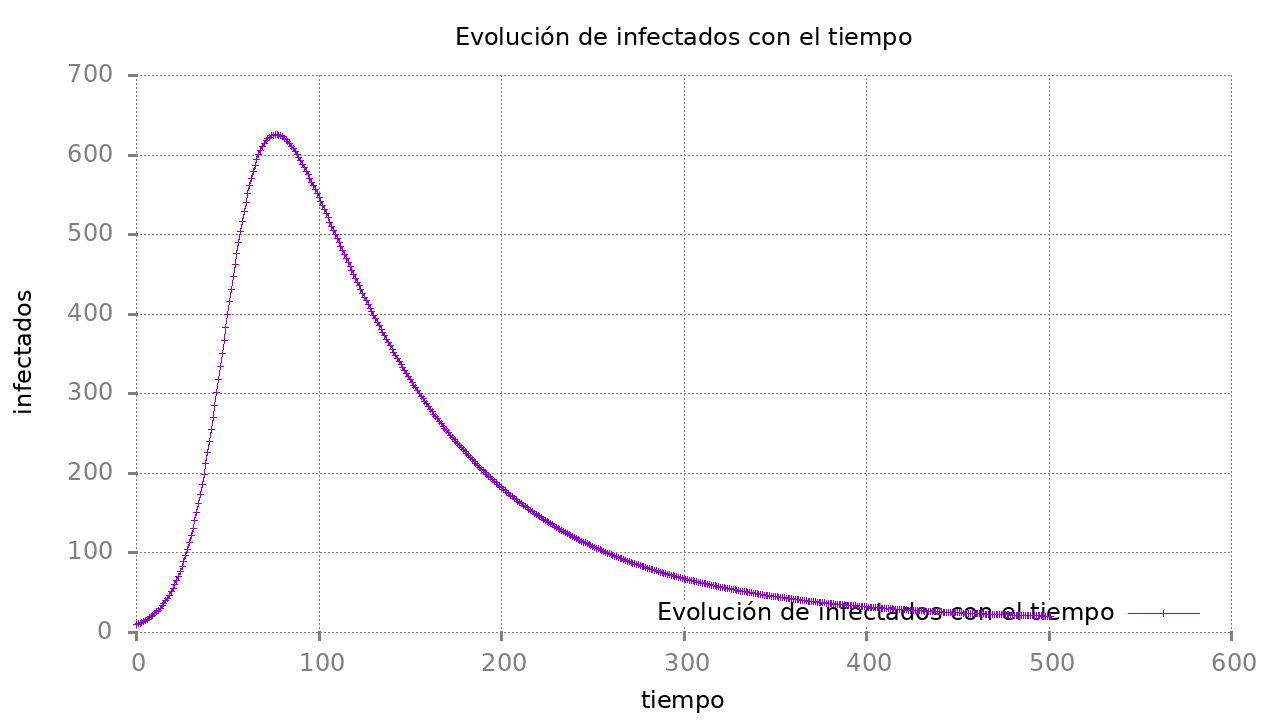 Evolución de infectados con el tiempo
700
600
500
400
300
200
100
0
infectados
Evolución de infectados con el tiempo
0 100 200 300 400 500 600
tiempo